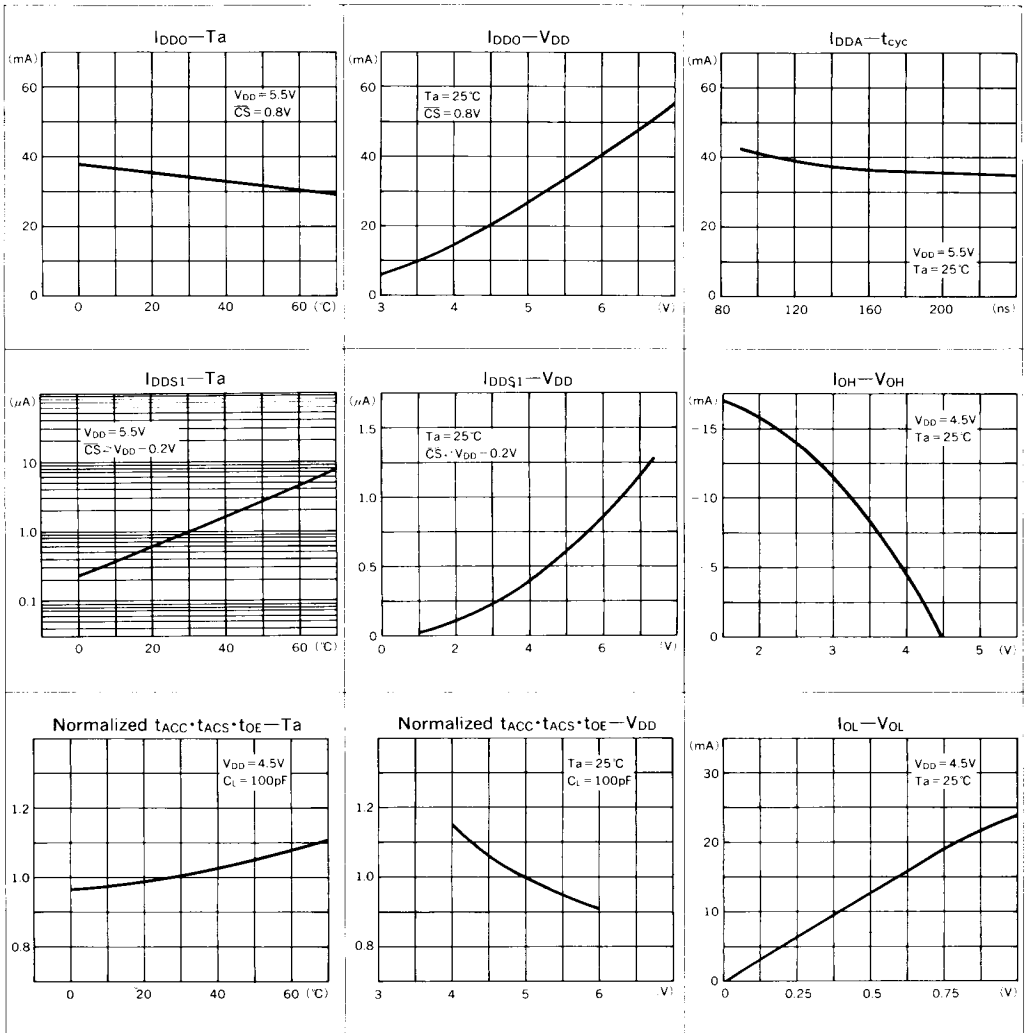 IDDO—Ta
(mA)
60
40
20
0
VDD=5.5V
CS=0.8V
0 20 40 60 (℃)
IDDO—VDD
(mA)
60
40
20
0
Ta=25℃
CS=0.8V
3 4 5 6 (V)
IDDA—tcyc
(mA)
60
40
20
0
VDD=5.5V
Ta=25℃
80 120 160 200 (ns)
IDDS1—Ta
(μA)
10
1.0
0.1
VDD=5.5V
CS=VDD-0.2V
0 20 40 60 (℃)
IDDS1—VDD
(μA)
1.5
1.0
0.5
0
Ta=25℃
CS=VDD-0.2V
0 2 4 6 (V)
IOH—VOH
(mA)
-15
-10
5
0
VDD=4.5V
Ta=25℃
2 3 4 5 (V)
Normalized tACC•tACS•tOE—Ta
1.2
1.0
0.8
VDD=4.5V
CL=100pF
0 20 40 60 (℃)
Normalized tACC•tACS•tOE—VDD
1.2
1.0
0.8
Ta=25℃
CL=100pF
3 4 5 6 (V)
IOL—VOL
(mA)
30
20
10
0
VDD=4.5V
Ta=25℃
0 0.25 0.5 0.75 (V)